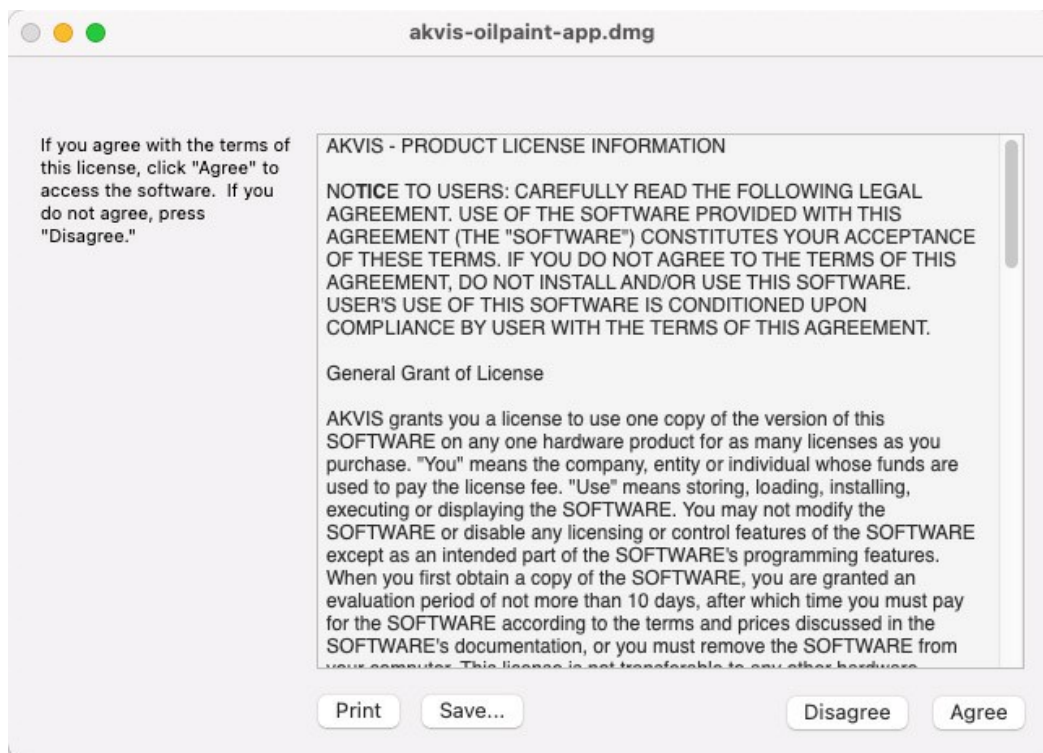 akvis-oilpaint-app.dmg
If you agree with the terms of
this license, click "Agree" to
access the software. If you
do not agree, press
"Disagree."
AKVIS - PRODUCT LICENSE INFORMATION
NOTICE TO USERS: CAREFULLY READ THE FOLLOWING LEGAL
AGREEMENT. USE OF THE SOFTWARE PROVIDED WITH THIS
AGREEMENT (THE "SOFTWARE") CONSTITUTES YOUR ACCEPTANCE
OF THESE TERMS. IF YOU DO NOT AGREE TO THE TERMS OF THIS
AGREEMENT, DO NOT INSTALL AND/OR USE THIS SOFTWARE.
USER'S USE OF THIS SOFTWARE IS CONDITIONED UPON
COMPLIANCE BY USER WITH THE TERMS OF THIS AGREEMENT.
General Grant of License
AKVIS grants you a license to use one copy of the version of this
SOFTWARE on any one hardware product for as many licenses as you
purchase. "You" means the company, entity or individual whose funds are
used to pay the license fee. "Use" means storing, loading, installing,
executing or displaying the SOFTWARE. You may not modify the
SOFTWARE or disable any licensing or control features of the SOFTWARE
except as an intended part of the SOFTWARE's programming features.
When you first obtain a copy of the SOFTWARE, you are granted an
evaluation period of not more than 10 days, after which time you must pay
for the SOFTWARE according to the terms and prices discussed in the
SOFTWARE's documentation, or you must remove the SOFTWARE from
your computer. This license is not transferable to any other hardware
Print
Save...
Disagree
Agree